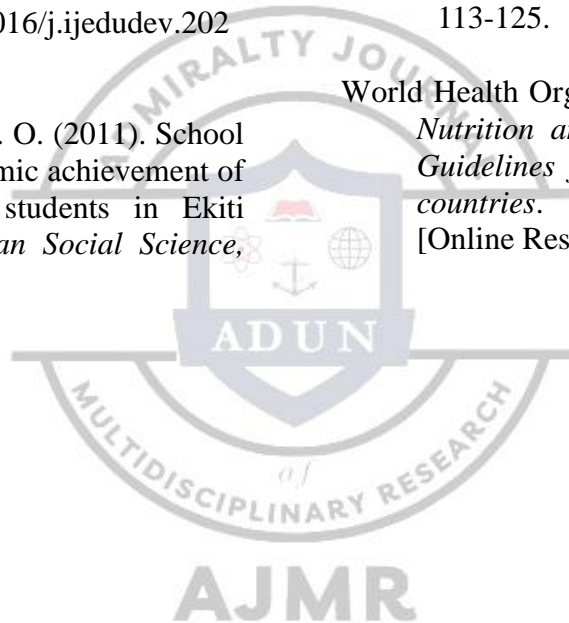 016/j.ijedudev.202
. O. (2011). School
mic achievement of
students in Ekiti
an Social Science,
113-125.
World Health Org
Nutrition an
Guidelines
countries.
[Online Res
ADMIRALTY JOURNAL
ADUN
of
MULTIDISCIPLINARY RESEARCH
AJMR